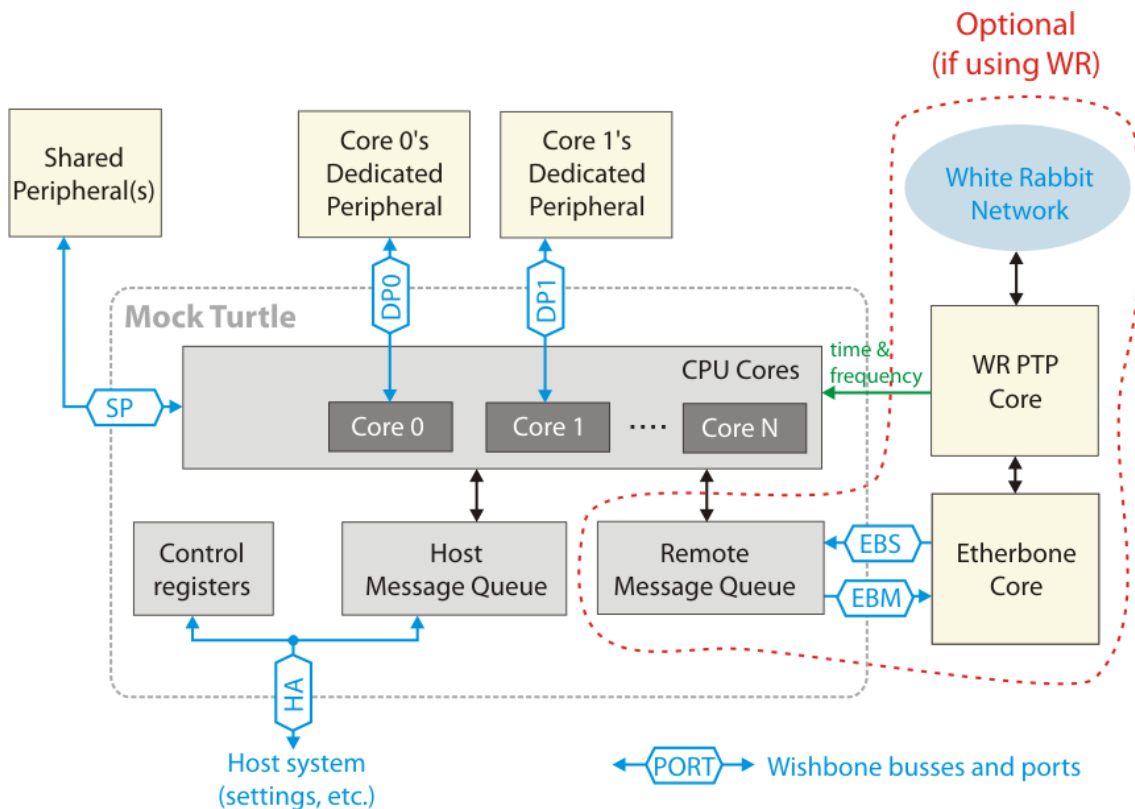 Optional
(if using WR)
Shared
Peripheral(s)
Core 0's
Dedicated
Peripheral
Core 1's
Dedicated
Peripheral
White Rabbit
Network
DP0
DP1
Mock Turtle
CPU Cores
time &
frequency
WR PTP
Core
SP
Core 0
Core 1
....
Core N
Control
registers
Host
Message Queue
Remote
Message Queue
EBS
EBM
Etherbone
Core
HA
Host system
(settings, etc.)
PORT
Wishbone busses and ports